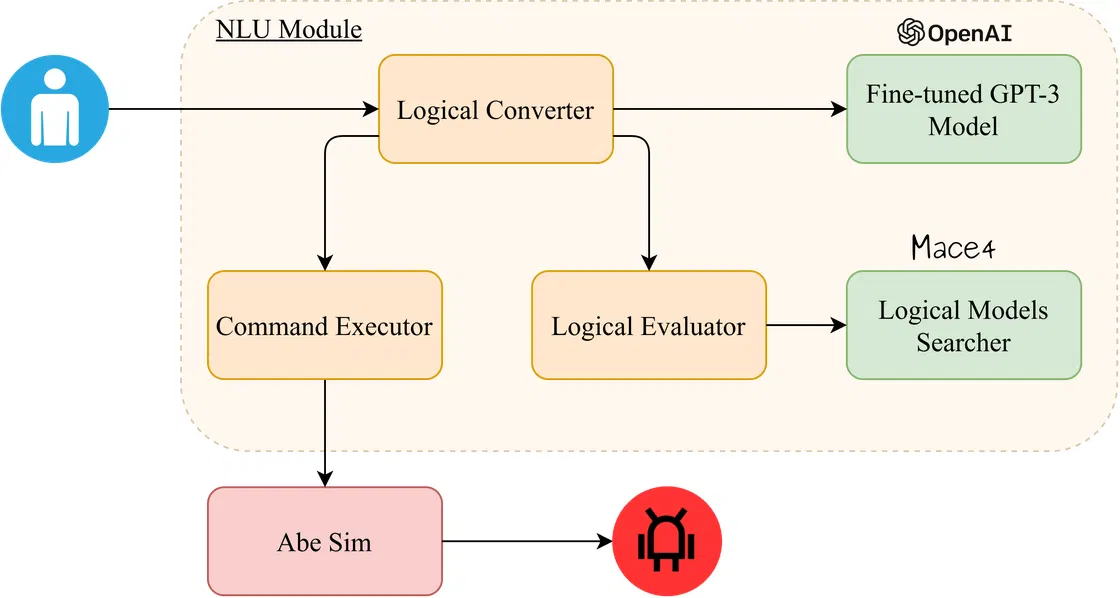 NLU Module
OpenAI
Logical Converter
Fine-tuned GPT-3
Model
Mace4
Command Executor
Logical Evaluator
Logical Models
Searcher
Abe Sim